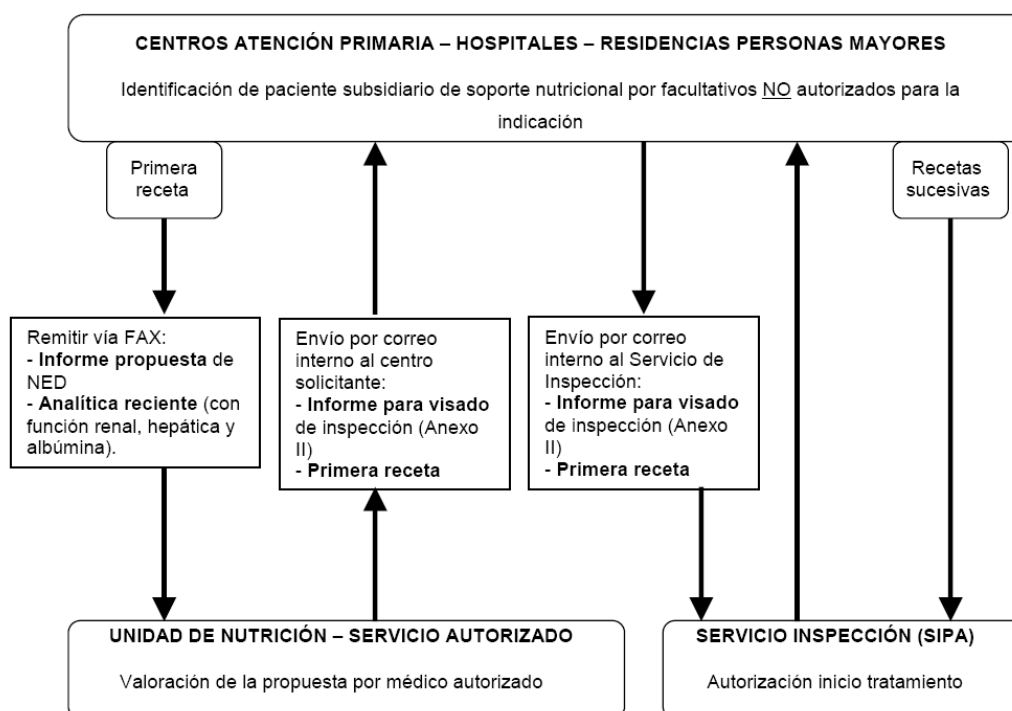 CENTROS ATENCIÓN PRIMARIA – HOSPITALES – RESIDENCIAS PERSONAS MAYORES
Identificación de paciente subsidiario de soporte nutricional por facultativos NO autorizados para la
indicación
Primera
receta
Recetas
sucesivas
Remitir vía FAX:
- Informe propuesta de
NED
- Analítica reciente (con
función renal, hepática y
albúmina).
Envío por correo
interno al centro
solicitante:
- Informe para visado
de inspección (Anexo
II)
- Primera receta
Envío por correo
interno al Servicio de
Inspección:
- Informe para visado
de inspección (Anexo
II)
- Primera receta
UNIDAD DE NUTRICIÓN – SERVICIO AUTORIZADO
Valoración de la propuesta por médico autorizado
SERVICIO INSPECCIÓN (SIPA)
Autorización inicio tratamiento